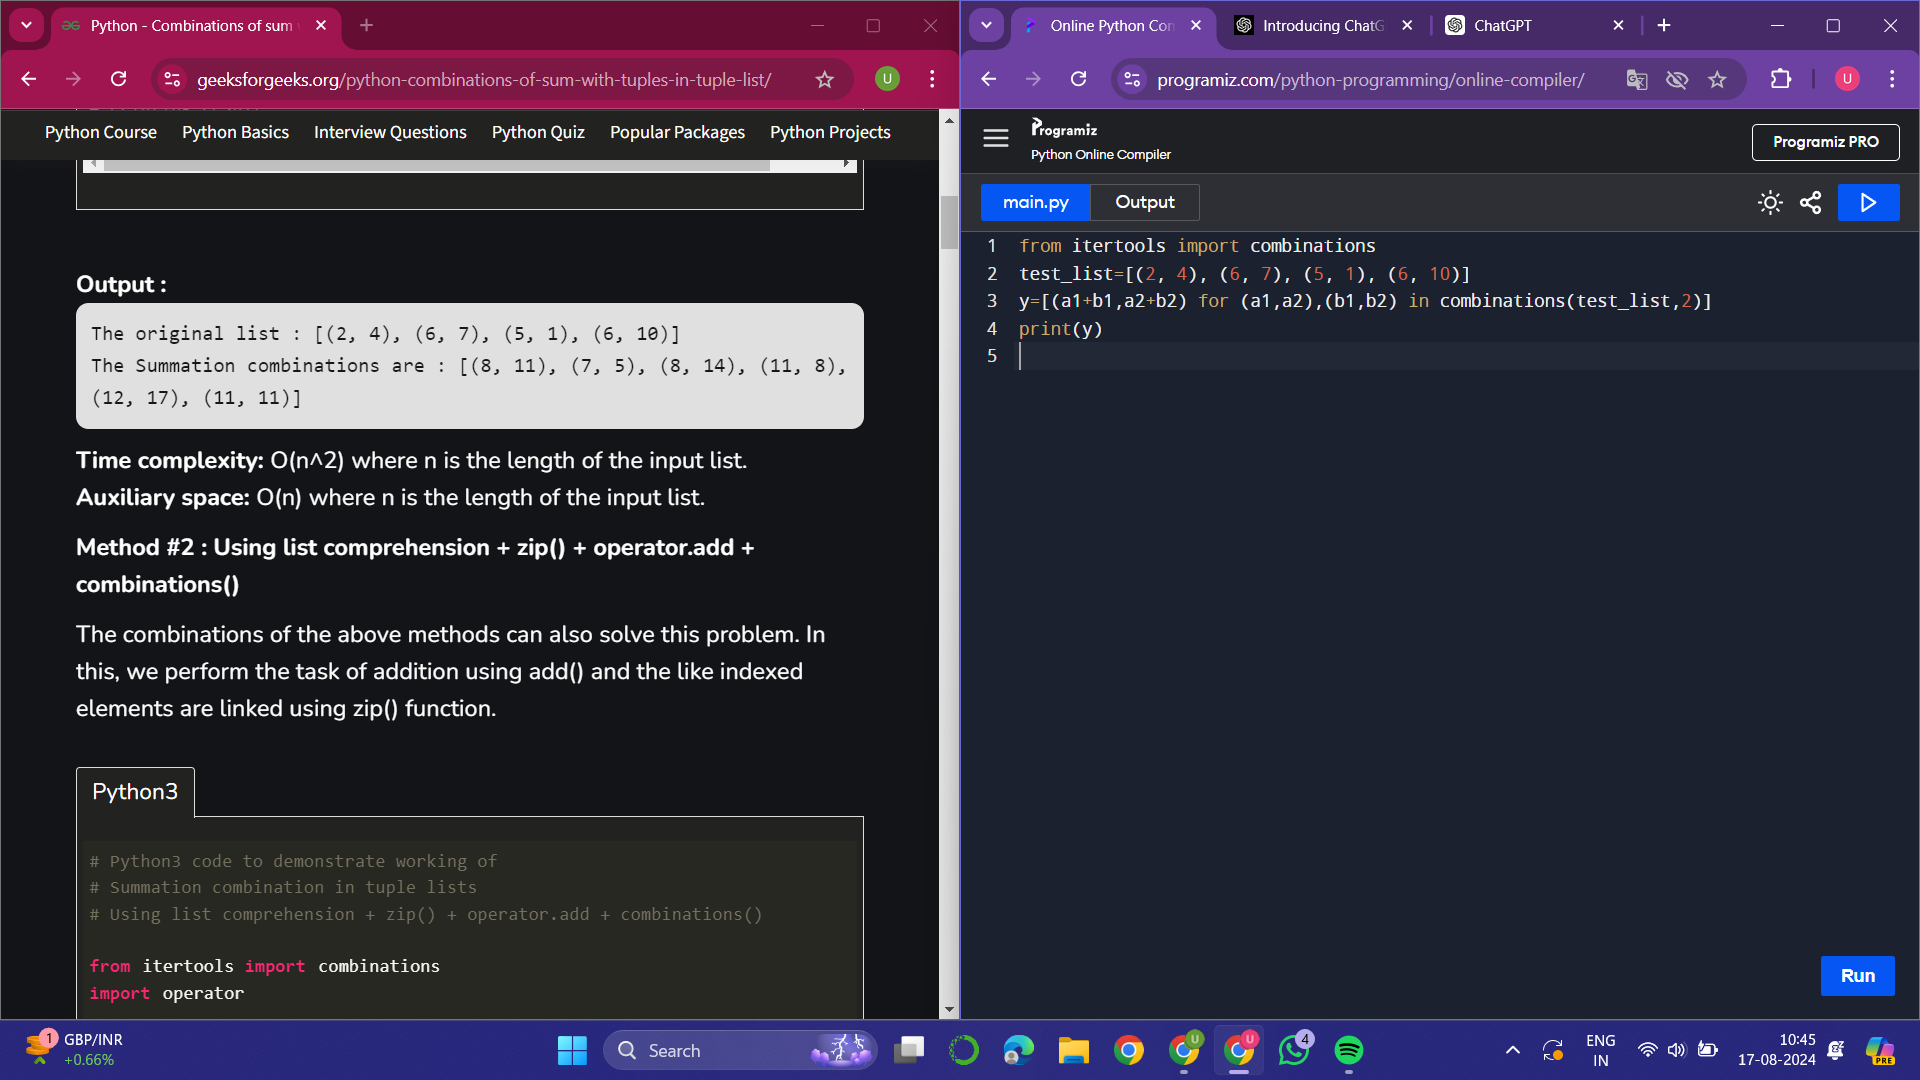 Python - Combinations of sum
geeksforgeeks.org/python-combinations-of-sum-with-tuples-in-tuple-list/
U
Python Course
Python Basics
Interview Questions
Python Quiz
Popular Packages
Python Projects
Output :
The original list : [(2, 4), (6, 7), (5, 1), (6, 10)]
The Summation combinations are : [(8, 11), (7, 5), (8, 14), (11, 8),
(12, 17), (11, 11)]
Time complexity: O(n^2) where n is the length of the input list.
Auxiliary space: O(n) where n is the length of the input list.
Method #2 : Using list comprehension + zip() + operator.add +
combinations()
The combinations of the above methods can also solve this problem. In
this, we perform the task of addition using add() and the like indexed
elements are linked using zip() function.
Python3
# Python3 code to demonstrate working of
# Summation combination in tuple lists
# Using list comprehension + zip() + operator.add + combinations()
from itertools import combinations
import operator
Online Python Con
Introducing ChatG
ChatGPT
programiz.com/python-programming/online-compiler/
U
Programiz
Python Online Compiler
Programiz PRO
main.py
Output
1 from itertools import combinations
2 test_list=[(2, 4), (6, 7), (5, 1), (6, 10)]
3 y=[(a1+b1,a2+b2) for (a1,a2),(b1,b2) in combinations(test_list,2)]
4 print(y)
5
Run
1
GBP/INR
+0.66%
Search
U
U
4
ENG
IN
10:45
17-08-2024
PRE